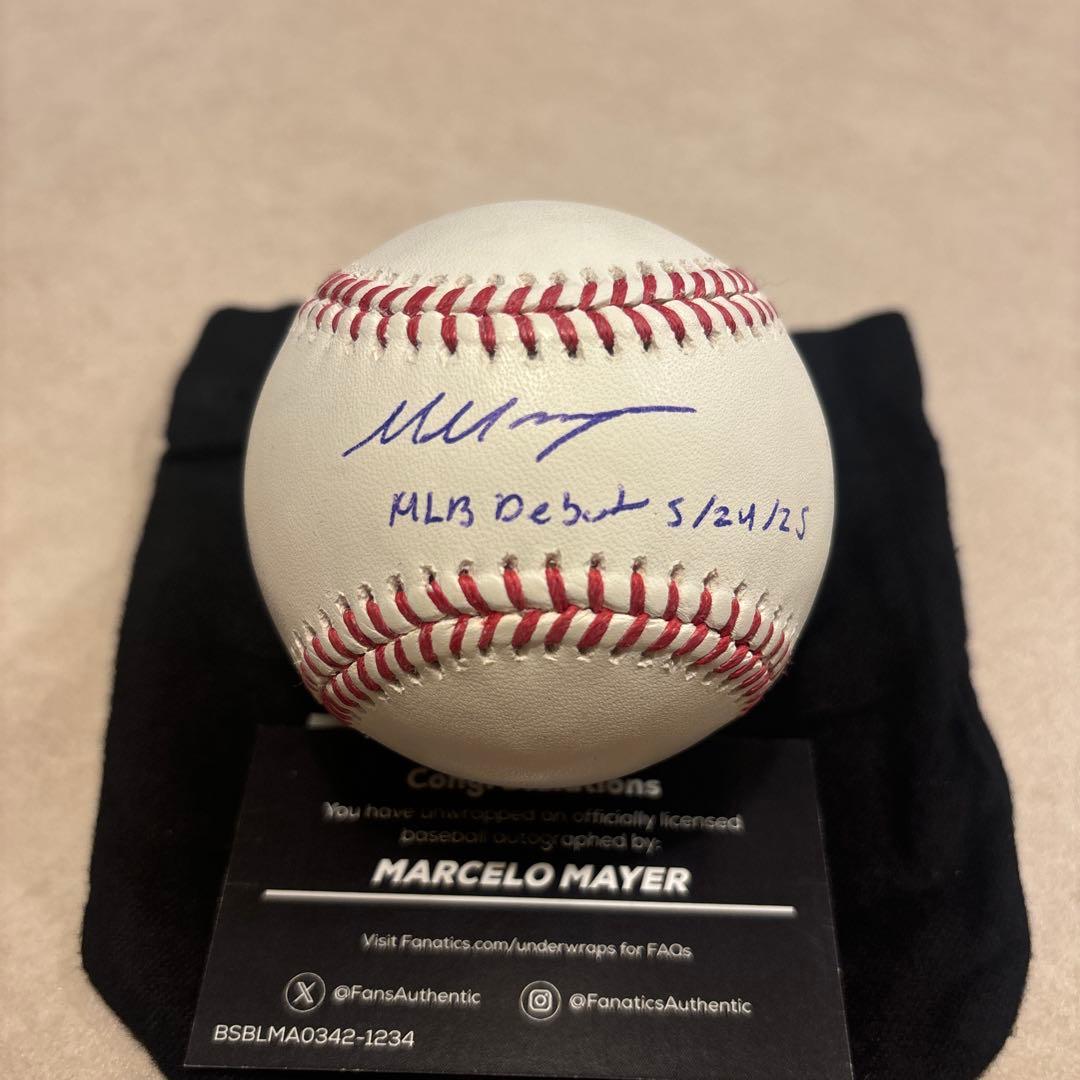 MLB Debut 5/24/25
You have unwrapped an officially licensed
baseball autographed by:
MARCELO MAYER
Visit Fanatics.com/underwraps for FAQs
@FansAuthentic @FanaticsAuthentic
BSBLMA0342-1234